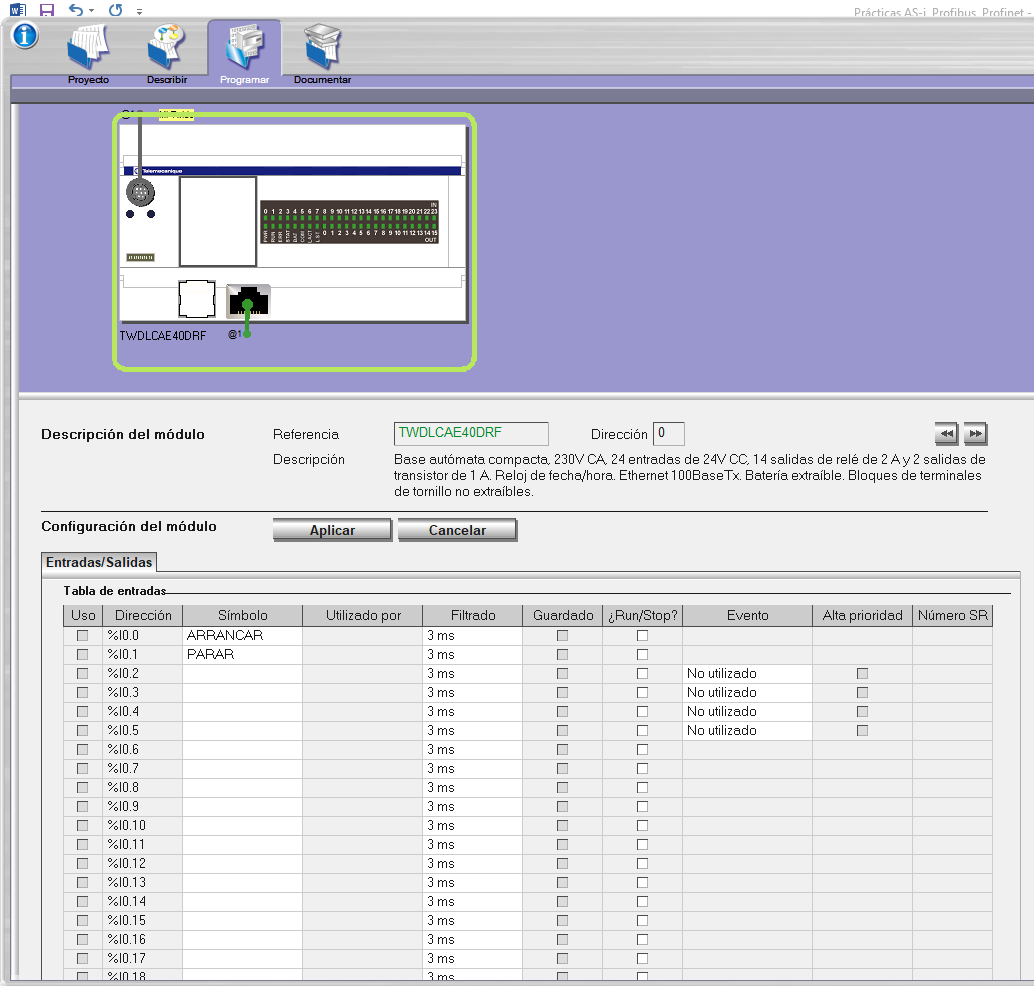 Prácticas AS-i, Profibus, Profinet -
Proyecto Describir Programar Documentar
Telemecanique
IN
0 1 2 3 4 5 6 7 8 9 10 11 12 13 14 15 16 17 18 19 20 21 22 23
PWR RUN ERR STAT BAT COM LACT LST 0 1 2 3 4 5 6 7 8 9 10 11 12 13 14 15
OUT
TWDLCAE40DRF @1
Descripción del módulo Referencia TWDLCAE40DRF Dirección 0
Descripción Base autómata compacta, 230V CA, 24 entradas de 24V CC, 14 salidas de relé de 2 A y 2 salidas de
transistor de 1 A. Reloj de fecha/hora. Ethernet 100BaseTx. Batería extraíble. Bloques de terminales
de tornillo no extraíbles.
Configuración del módulo Aplicar Cancelar
Entradas/Salidas
Tabla de entradas
Uso Dirección Símbolo Utilizado por Filtrado Guardado ¿Run/Stop? Evento Alta prioridad Número SR
%I0.0 ARRANCAR 3 ms
%I0.1 PARAR 3 ms
%I0.2 3 ms No utilizado
%I0.3 3 ms No utilizado
%I0.4 3 ms No utilizado
%I0.5 3 ms No utilizado
%I0.6 3 ms
%I0.7 3 ms
%I0.8 3 ms
%I0.9 3 ms
%I0.10 3 ms
%I0.11 3 ms
%I0.12 3 ms
%I0.13 3 ms
%I0.14 3 ms
%I0.15 3 ms
%I0.16 3 ms
%I0.17 3 ms
%I0.18 3 ms